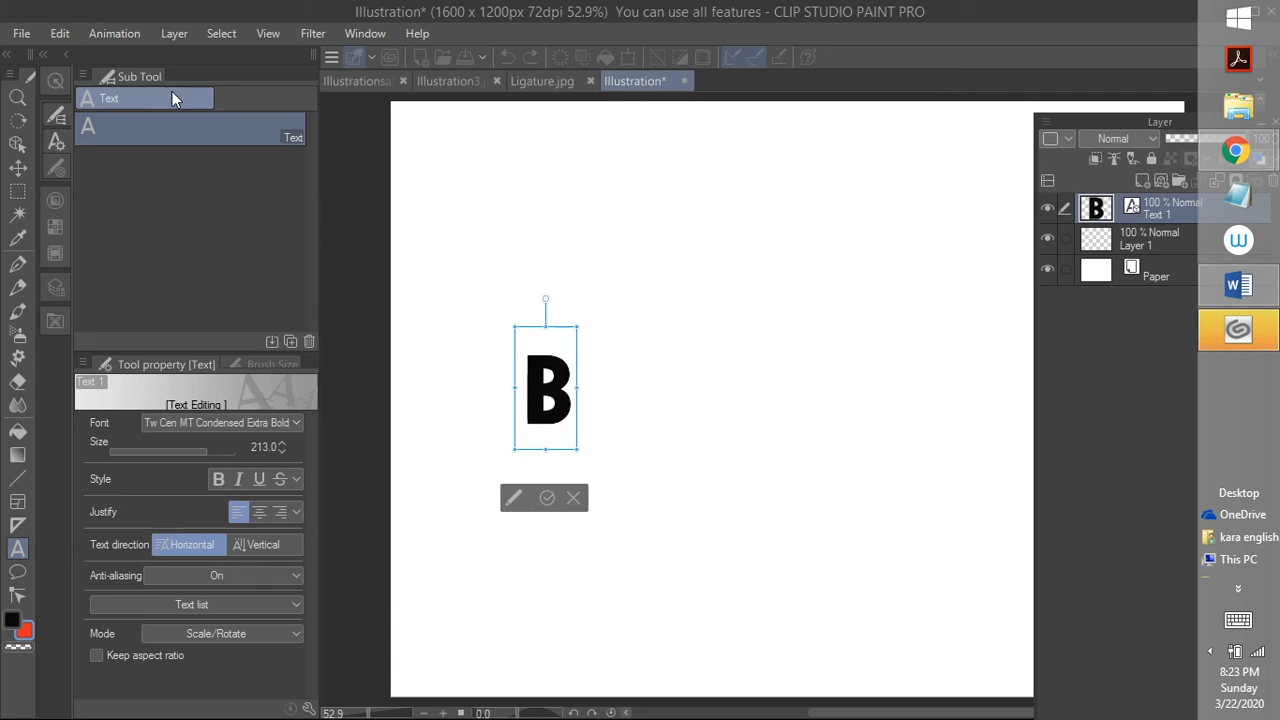 Illustration* (1600 x 1200px 72dpi 52.9%) You can use all features - CLIP STUDIO PAINT PRO
File Edit Animation Layer Select View Filter Window Help
Sub Tool
Illustrationsa Illustration3. Ligature.jpg Illustration*
Text
Text
Layer
Normal 100
100 % Normal
Text 1
100 % Normal
Layer 1
Paper
B
Tool property [Text] Brush Size
Text 1
[Text Editing ]
Font Tw Cen MT Condensed Extra Bold
Size 213.0
Style B I U S
Justify
Text direction Horizontal Vertical
Anti-aliasing On
Text list
Mode Scale/Rotate
Keep aspect ratio
52.9 0.0
Desktop
OneDrive
kara english
This PC
8:23 PM
Sunday
3/22/2020